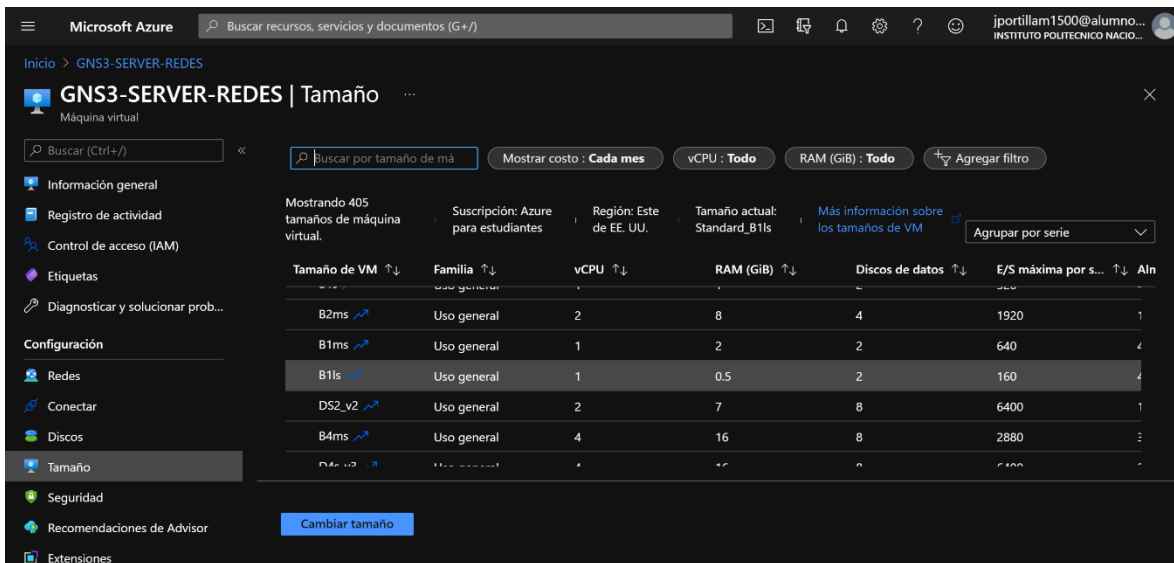 Microsoft Azure
Buscar recursos, servicios y documentos (G+/)
jportillam1500@alumno...
INSTITUTO POLITECNICO NACIO...
Inicio > GNS3-SERVER-REDES
GNS3-SERVER-REDES | Tamaño ...
Máquina virtual
Buscar (Ctrl+/)
Información general
Registro de actividad
Control de acceso (IAM)
Etiquetas
Diagnosticar y solucionar prob...
Configuración
Redes
Conectar
Discos
Tamaño
Seguridad
Recomendaciones de Advisor
Extensiones
Buscar por tamaño de má
Mostrar costo : Cada mes
vCPU : Todo
RAM (GiB) : Todo
Agregar filtro
Mostrando 405
tamaños de máquina
virtual.
Suscripción: Azure
para estudiantes
Región: Este
de EE. UU.
Tamaño actual:
Standard_B1ls
Más información sobre
los tamaños de VM
Agrupar por serie
Tamaño de VM ↑↓ Familia ↑↓ vCPU ↑↓ RAM (GiB) ↑↓ Discos de datos ↑↓ E/S máxima por s... ↑↓ Alm
B2ms Uso general 2 8 4 1920 1
B1ms Uso general 1 2 2 640 4
B1ls Uso general 1 0.5 2 160 4
DS2_v2 Uso general 2 7 8 6400 1
B4ms Uso general 4 16 8 2880 3
Cambiar tamaño